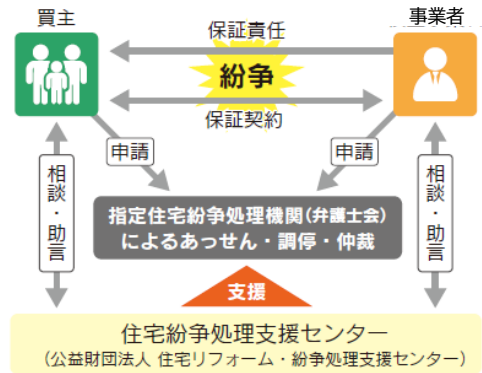 買主
事業者
保証責任
紛争
保証契約
申請
申請
相談・助言
相談・助言
指定住宅紛争処理機関(弁護士会)
によるあっせん・調停・仲裁
支援
住宅紛争処理支援センター
(公益財団法人 住宅リフォーム・紛争処理支援センター)